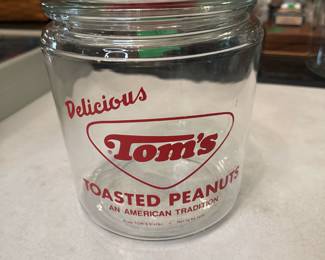 Delicious
Tom's
TOASTED PEANUTS
AN AMERICAN TRADITION